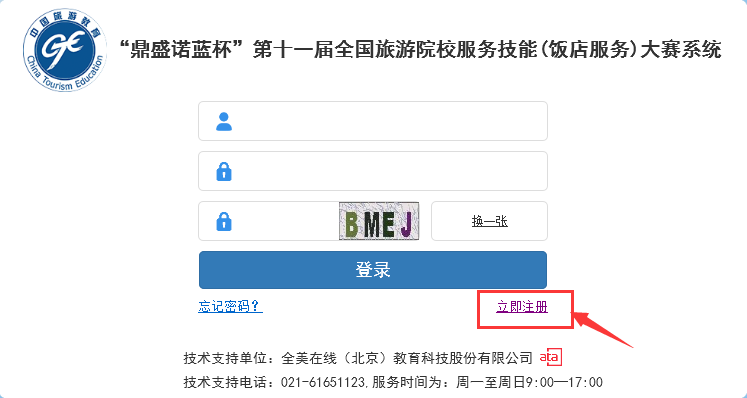 中国旅游教育
CTE
China Tourism Education
“鼎盛诺蓝杯”第十一届全国旅游院校服务技能(饭店服务)大赛系统
BMEJ
换一张
登录
忘记密码?
立即注册
技术支持单位: 全美在线（北京）教育科技股份有限公司 ata
技术支持电话: 021-61651123,服务时间为: 周一至周日9:00—17:00